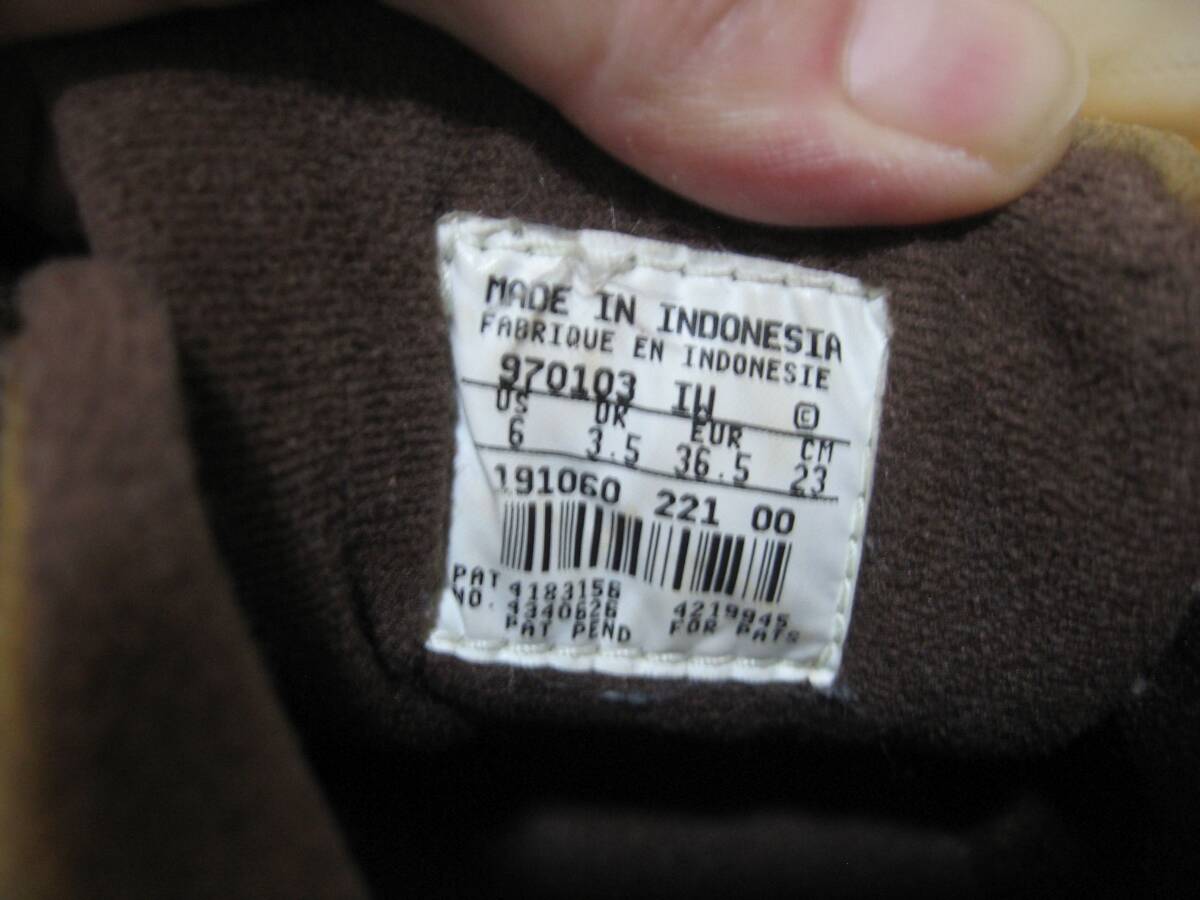 MADE IN INDONESIA
FABRIQUE EN INDONESIE
970103 IW ©
US UK EUR CM
6 3.5 36.5 23
191060 221 00
PAT 4183156
NO. 4340626 4219945
PAT PEND FOR PATS